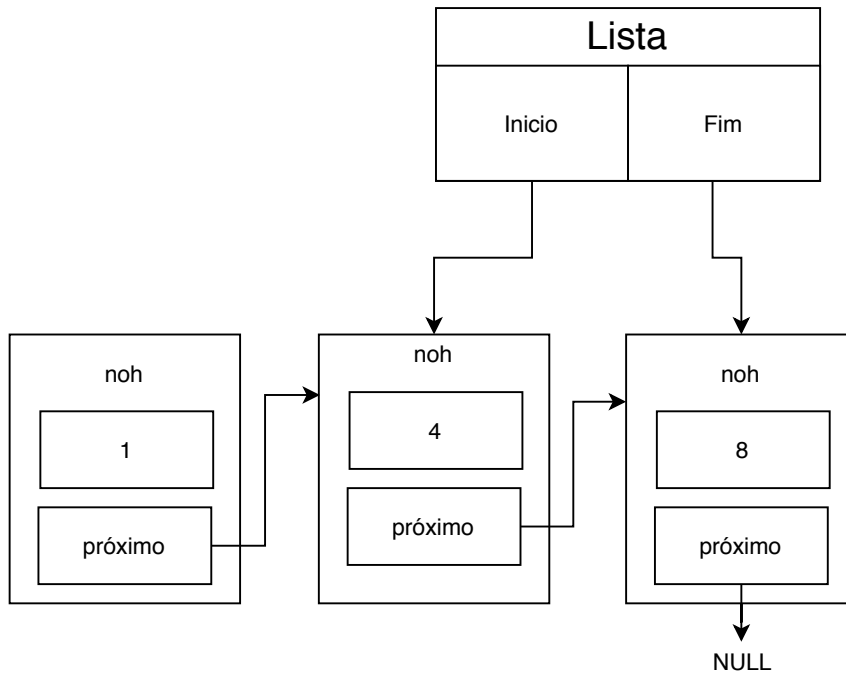 Lista
Inicio
Fim
noh
1
próximo
noh
4
próximo
noh
8
próximo
NULL